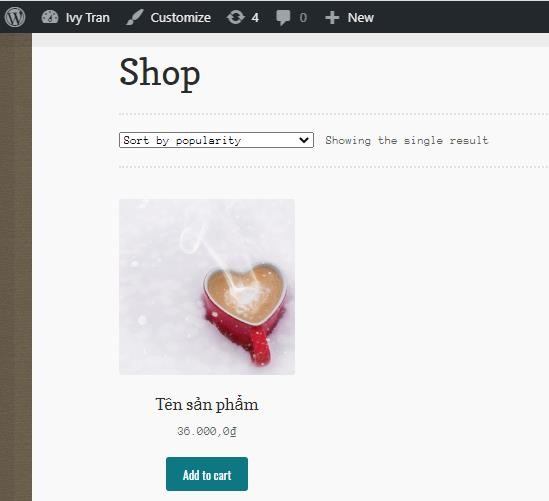 Ivy Tran Customize 4 0 New
Shop
Sort by popularity Showing the single result
Tên sản phẩm
36.000,0₫
Add to cart